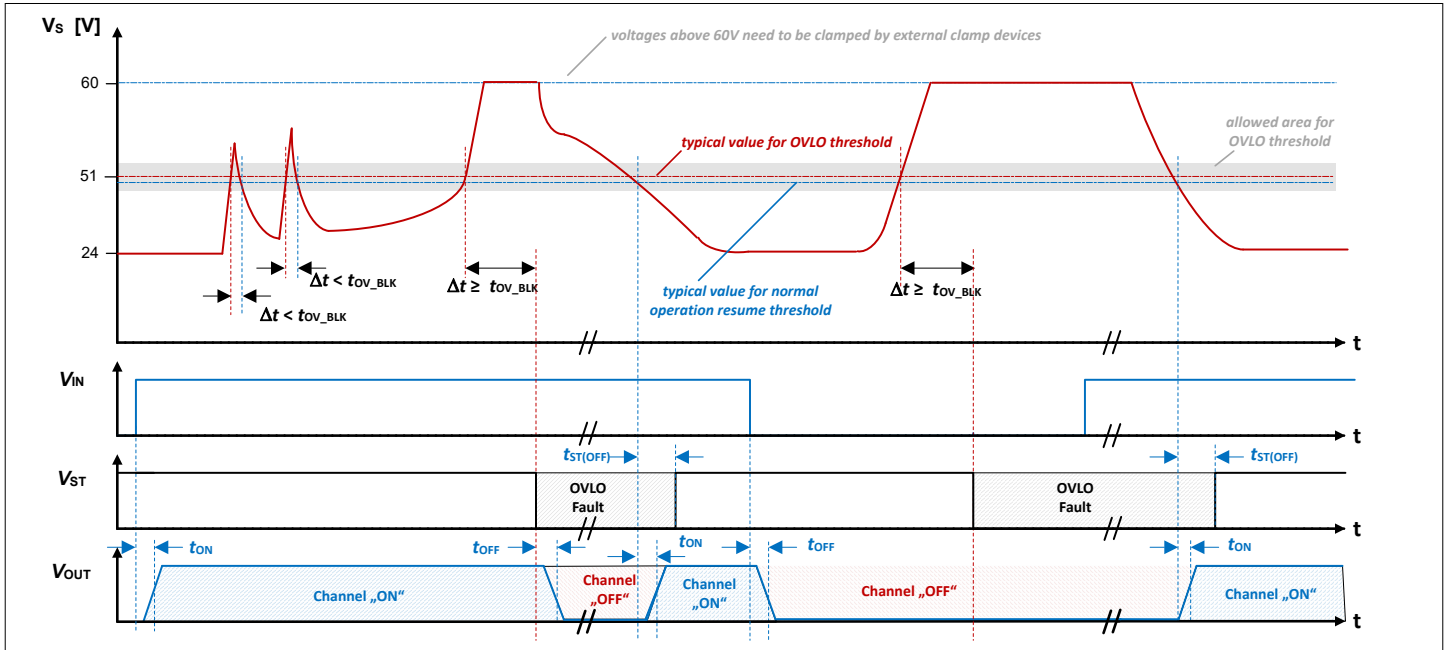 VS [V]
voltages above 60V need to be clamped by external clamp devices
60
typical value for OVLO threshold
allowed area for
OVLO threshold
51
24
Δt < tOV_BLK
Δt ≥ tOV_BLK
typical value for normal
operation resume threshold
Δt ≥ tOV_BLK
Δt < tOV_BLK
t
VIN
t
tST(OFF)
tST(OFF)
VST
OVLO
Fault
OVLO
Fault
t
tON
tOFF
tON
tOFF
tON
VOUT
Channel „ON“
Channel
„OFF“
Channel
„ON“
Channel „OFF“
Channel „ON“
t